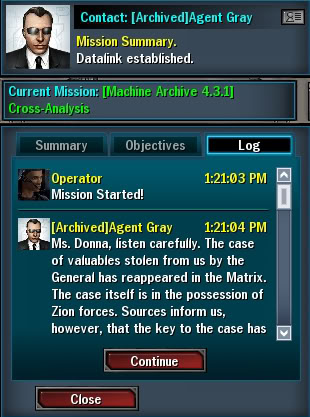 Contact: [Archived]Agent Gray
Mission Summary.
Datalink established.
Current Mission: [Machine Archive 4.3.1]
Cross-Analysis
Summary
Objectives
Log
Operator 1:21:03 PM
Mission Started!
[Archived]Agent Gray 1:21:04 PM
Ms. Donna, listen carefully. The case
of valuables stolen from us by the
General has reappeared in the Matrix.
The case itself is in the possession of
Zion forces. Sources inform us,
however, that the key to the case has
Continue
Close